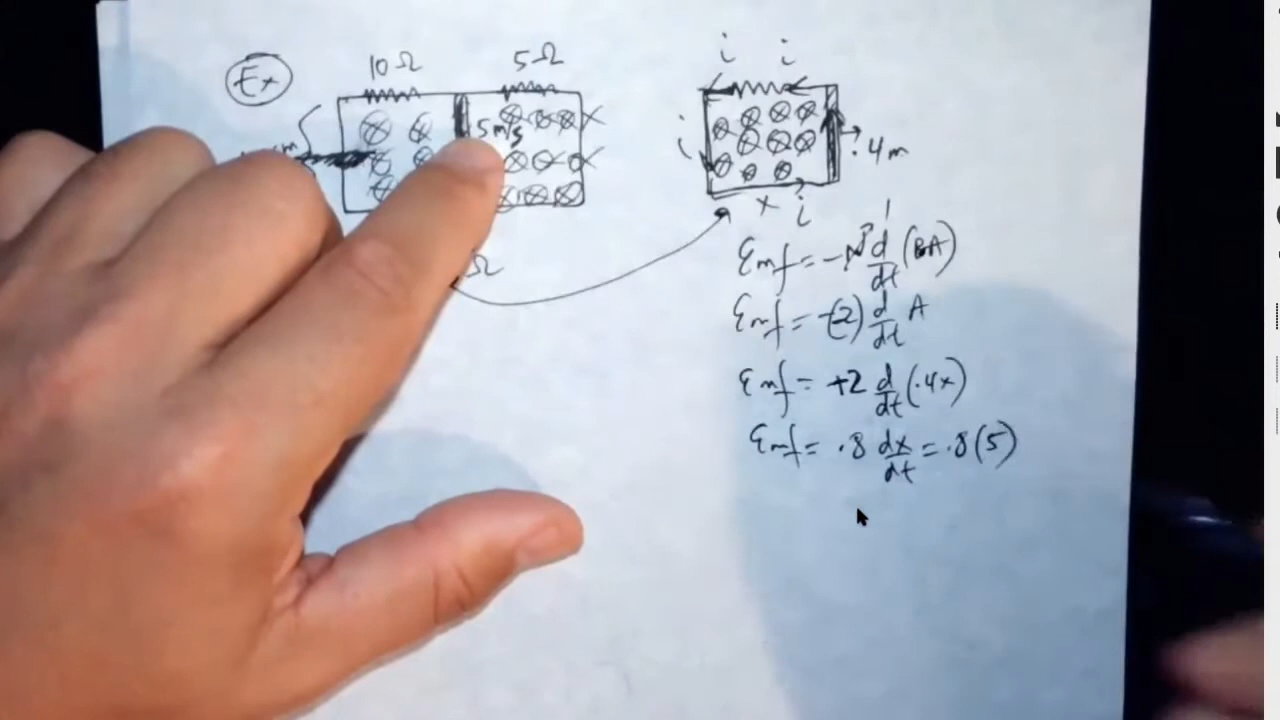 Ex
10 Ω
5 Ω
5 m/s
Ω
i i
i
.4 m
x i
Emf = -N d/dt (BA)
Emf = -(2) d/dt A
Emf = +2 d/dt (.4x)
Emf = .8 dx/dt = .8(5)